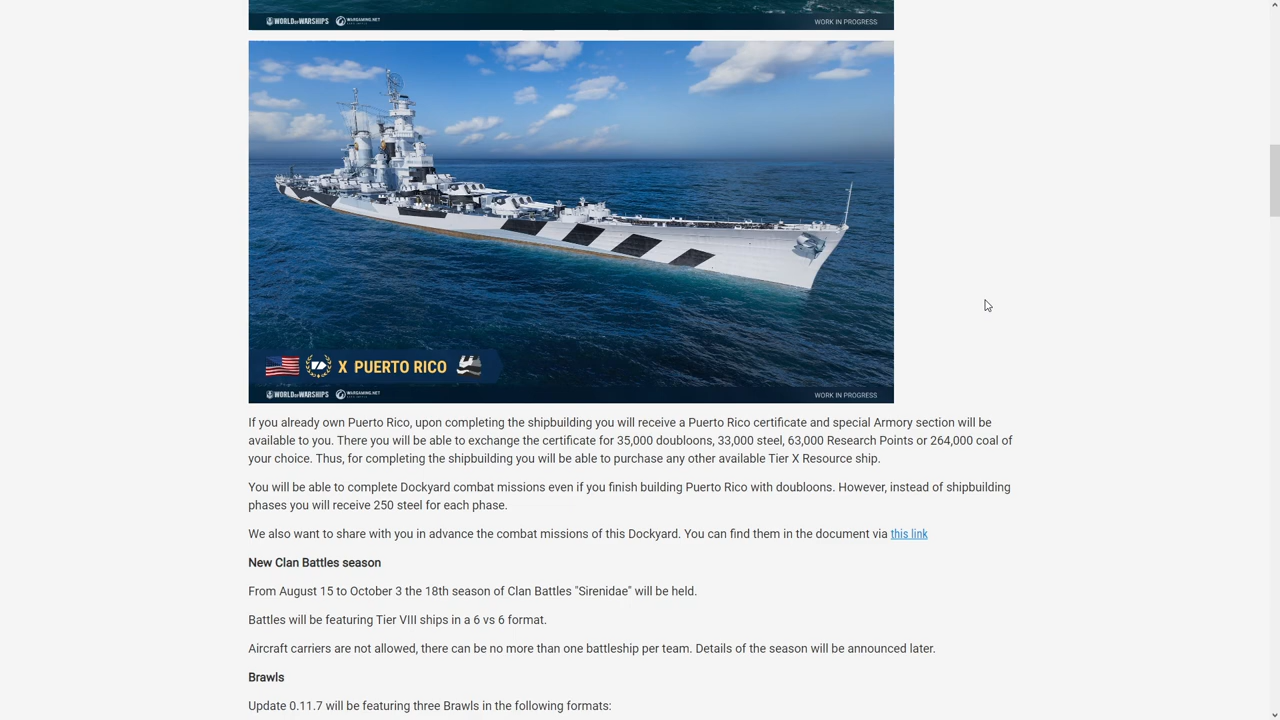 WORLD OF WARSHIPS WARGAMING.NET WORK IN PROGRESS
X PUERTO RICO
WORLD OF WARSHIPS WARGAMING.NET WORK IN PROGRESS
If you already own Puerto Rico, upon completing the shipbuilding you will receive a Puerto Rico certificate and special Armory section will be
available to you. There you will be able to exchange the certificate for 35,000 doubloons, 33,000 steel, 63,000 Research Points or 264,000 coal of
your choice. Thus, for completing the shipbuilding you will be able to purchase any other available Tier X Resource ship.
You will be able to complete Dockyard combat missions even if you finish building Puerto Rico with doubloons. However, instead of shipbuilding
phases you will receive 250 steel for each phase.
We also want to share with you in advance the combat missions of this Dockyard. You can find them in the document via this link
New Clan Battles season
From August 15 to October 3 the 18th season of Clan Battles "Sirenidae" will be held.
Battles will be featuring Tier VIII ships in a 6 vs 6 format.
Aircraft carriers are not allowed, there can be no more than one battleship per team. Details of the season will be announced later.
Brawls
Update 0.11.7 will be featuring three Brawls in the following formats: